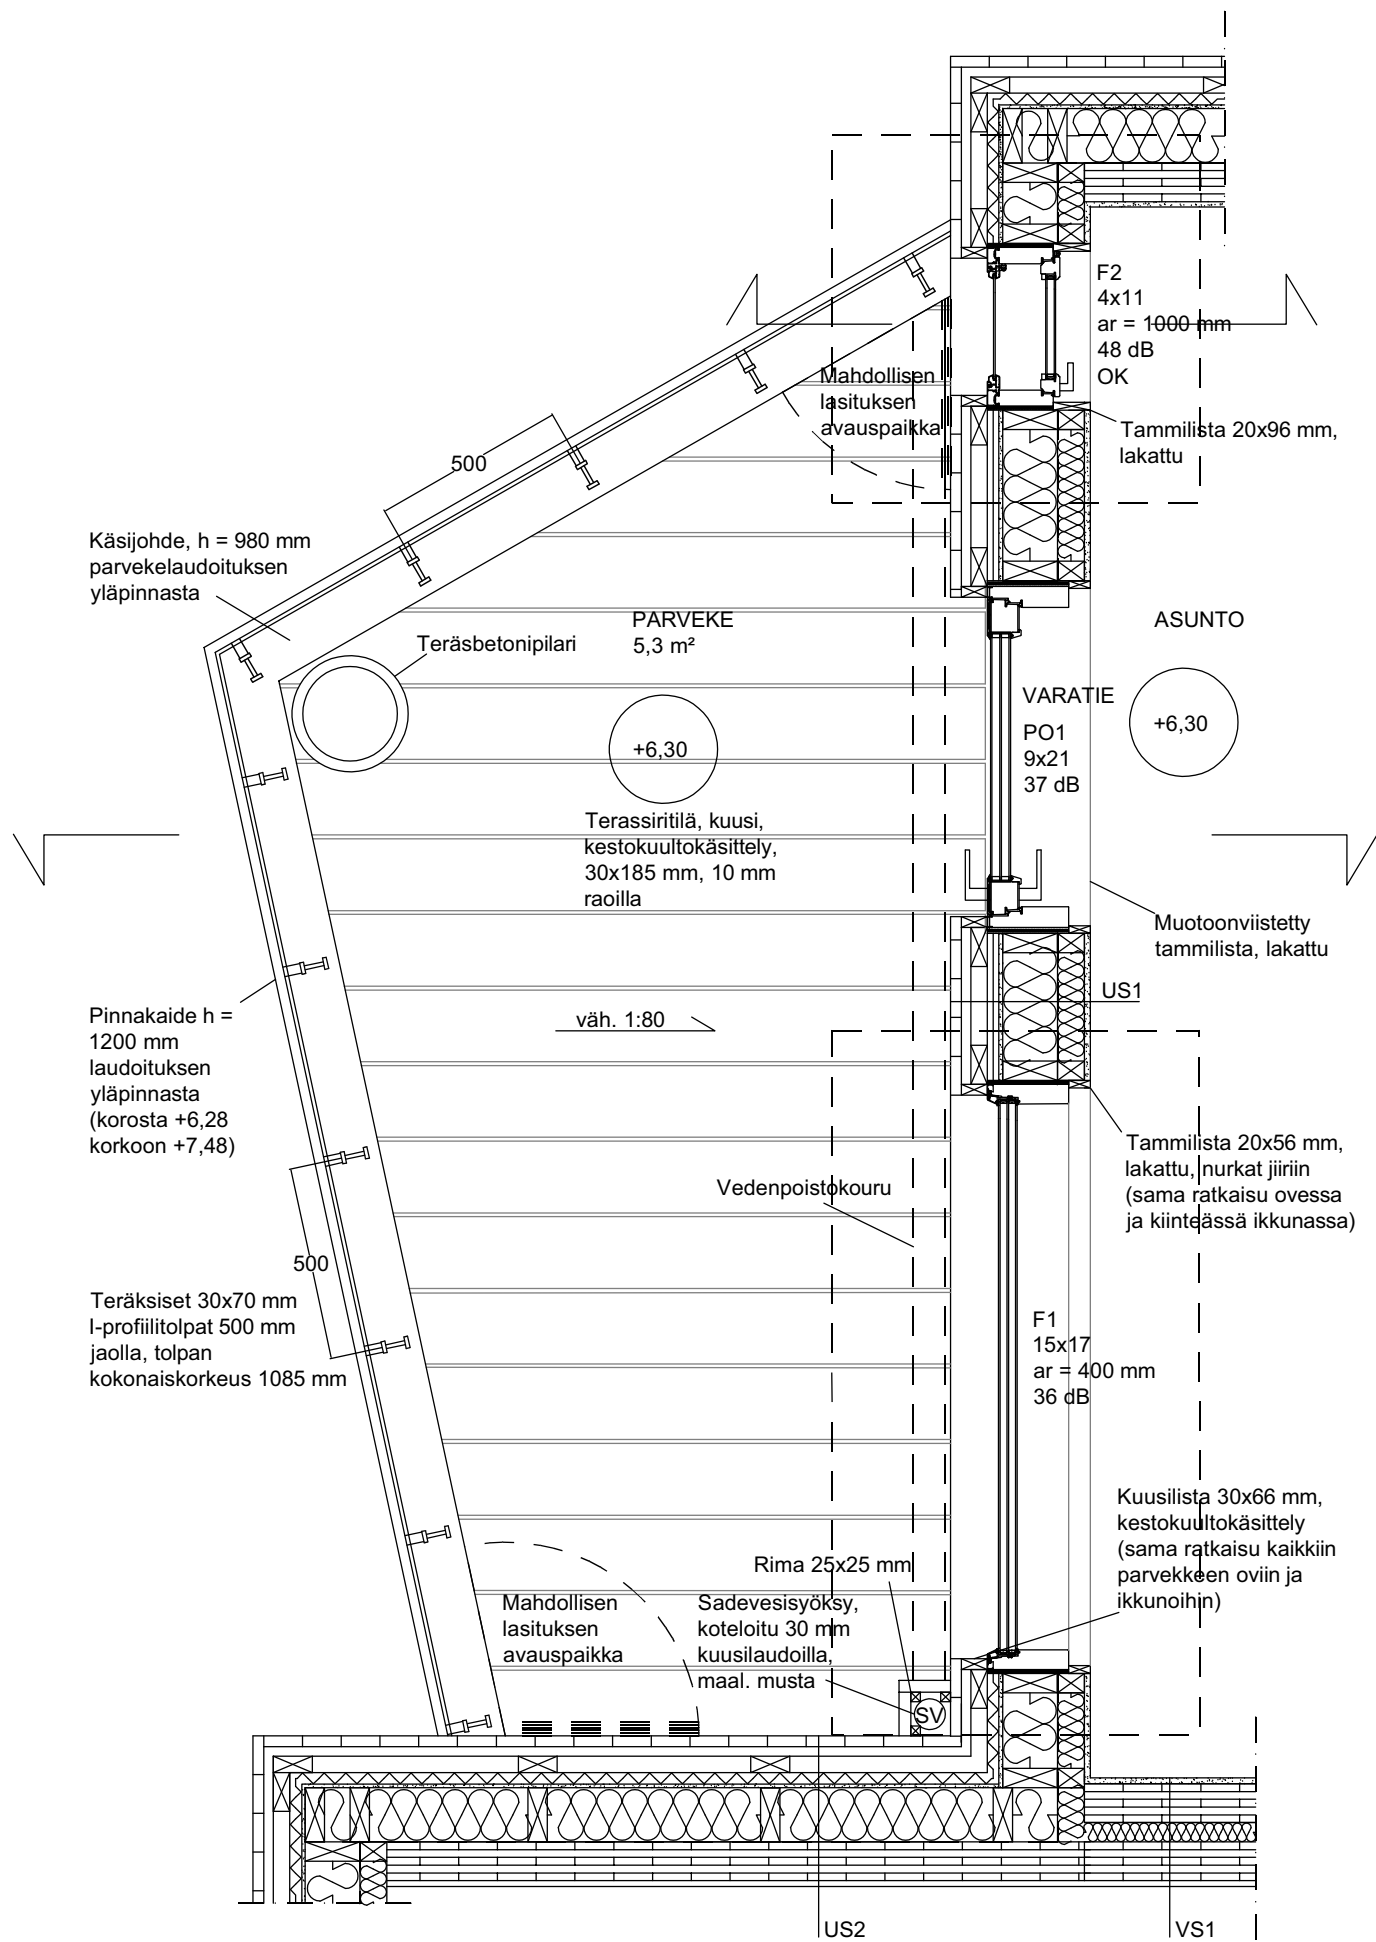 F2
4x11
ar = 1000 mm
48 dB
OK
Mahdollisen
lasituksen
avauspaikka
Tammilista 20x96 mm,
lakattu
500
Käsijohde, h = 980 mm
parvekelaudoituksen
yläpinnasta
Teräsbetonipilari
PARVEKE
5,3 m²
ASUNTO
VARATIE
PO1
9x21
37 dB
+6,30
+6,30
Terassiritilä, kuusi,
kestokuultokäsittely,
30x185 mm, 10 mm
raoilla
Muotoonviistetty
tammilista, lakattu
US1
Pinnakaide h =
1200 mm
laudoituksen
yläpinnasta
(korosta +6,28
korkoon +7,48)
väh. 1:80
Tammilista 20x56 mm,
lakattu, nurkat jiiriin
(sama ratkaisu ovessa
ja kiinteässä ikkunassa)
Vedenpoistokouru
500
Teräksiset 30x70 mm
I-profiilitolpat 500 mm
jaolla, tolpan
kokonaiskorkeus 1085 mm
F1
15x17
ar = 400 mm
36 dB
Kuusilista 30x66 mm,
kestokuultokäsittely
(sama ratkaisu kaikkiin
parvekkeen oviin ja
ikkunoihin)
Rima 25x25 mm
Mahdollisen
lasituksen
avauspaikka
Sadevesisyöksy,
koteloitu 30 mm
kuusilaudoilla,
maal. musta
SV
US2
VS1